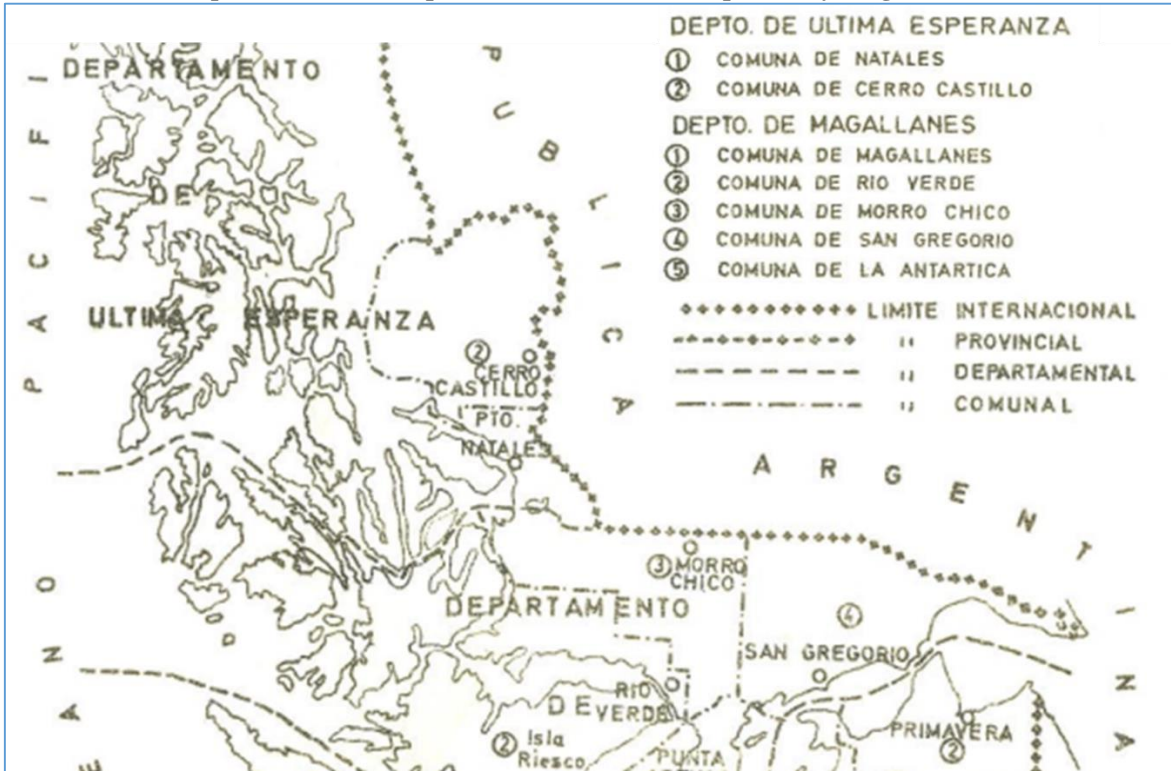 DEPTO. DE ULTIMA ESPERANZA
① COMUNA DE NATALES
② COMUNA DE CERRO CASTILLO
DEPTO. DE MAGALLANES
① COMUNA DE MAGALLANES
② COMUNA DE RIO VERDE
③ COMUNA DE MORRO CHICO
④ COMUNA DE SAN GREGORIO
⑤ COMUNA DE LA ANTARTICA
LIMITE INTERNACIONAL
" PROVINCIAL
" DEPARTAMENTAL
" COMUNAL
DEPARTAMENTO
DE
ULTIMA ESPERANZA
PACIFI
PUBLICA
② CERRO
CASTILLO
PTO.
NATALES
ARGENTINA
③ MORRO
CHICO
DEPARTAMENTO
④
SAN GREGORIO
RIO
VERDE
DE
② Isla
Riesco
PUNTA
PRIMAVERA
②
EANO